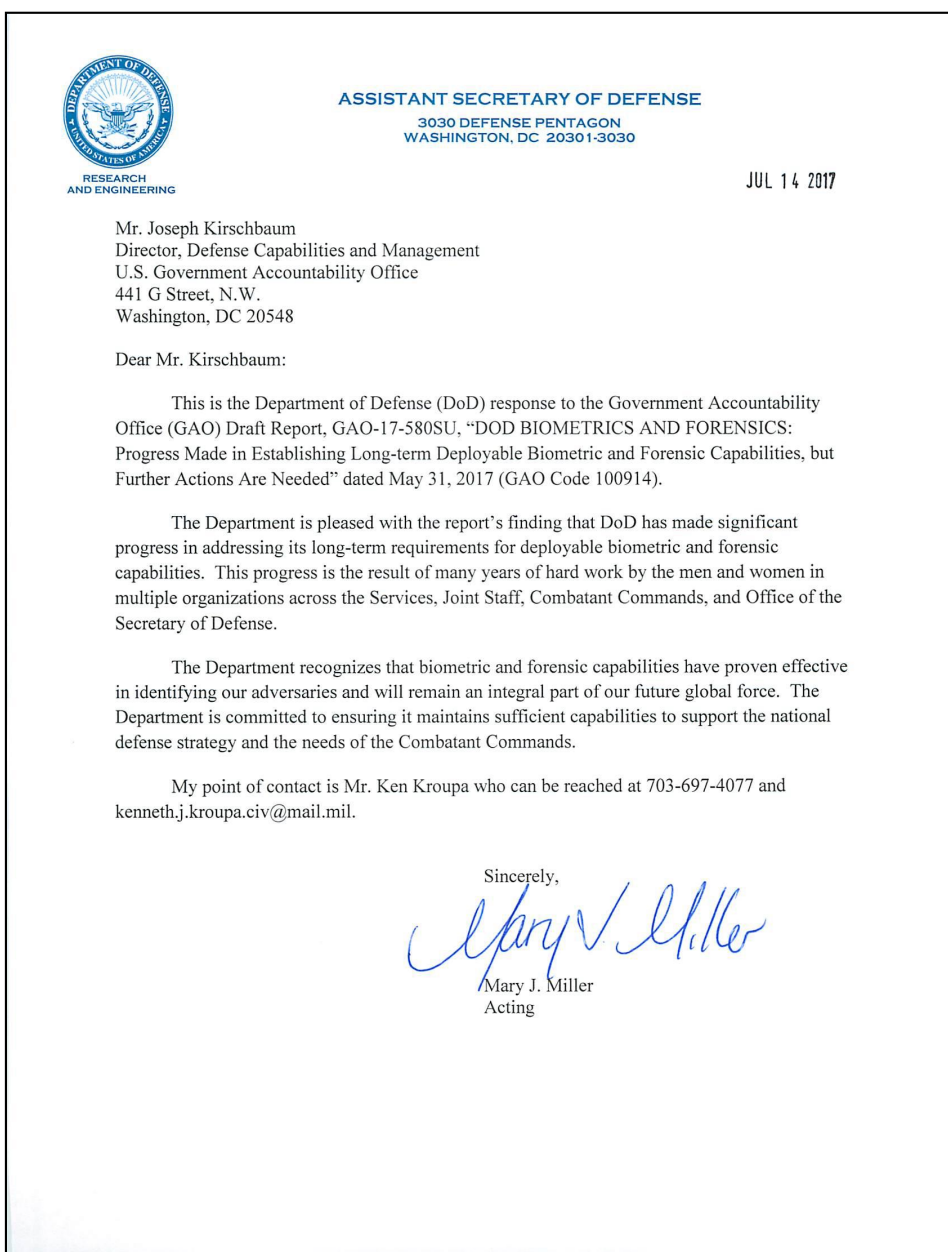 DEPARTMENT OF DEFENSE
UNITED STATES OF AMERICA
RESEARCH
AND ENGINEERING
ASSISTANT SECRETARY OF DEFENSE
3030 DEFENSE PENTAGON
WASHINGTON, DC 20301-3030
JUL 14 2017
Mr. Joseph Kirschbaum
Director, Defense Capabilities and Management
U.S. Government Accountability Office
441 G Street, N.W.
Washington, DC 20548
Dear Mr. Kirschbaum:
This is the Department of Defense (DoD) response to the Government Accountability
Office (GAO) Draft Report, GAO-17-580SU, “DOD BIOMETRICS AND FORENSICS:
Progress Made in Establishing Long-term Deployable Biometric and Forensic Capabilities, but
Further Actions Are Needed” dated May 31, 2017 (GAO Code 100914).
The Department is pleased with the report’s finding that DoD has made significant
progress in addressing its long-term requirements for deployable biometric and forensic
capabilities.  This progress is the result of many years of hard work by the men and women in
multiple organizations across the Services, Joint Staff, Combatant Commands, and Office of the
Secretary of Defense.
The Department recognizes that biometric and forensic capabilities have proven effective
in identifying our adversaries and will remain an integral part of our future global force.  The
Department is committed to ensuring it maintains sufficient capabilities to support the national
defense strategy and the needs of the Combatant Commands.
My point of contact is Mr. Ken Kroupa who can be reached at 703-697-4077 and
kenneth.j.kroupa.civ@mail.mil.
Sincerely,
Mary J. Miller
Mary J. Miller
Acting